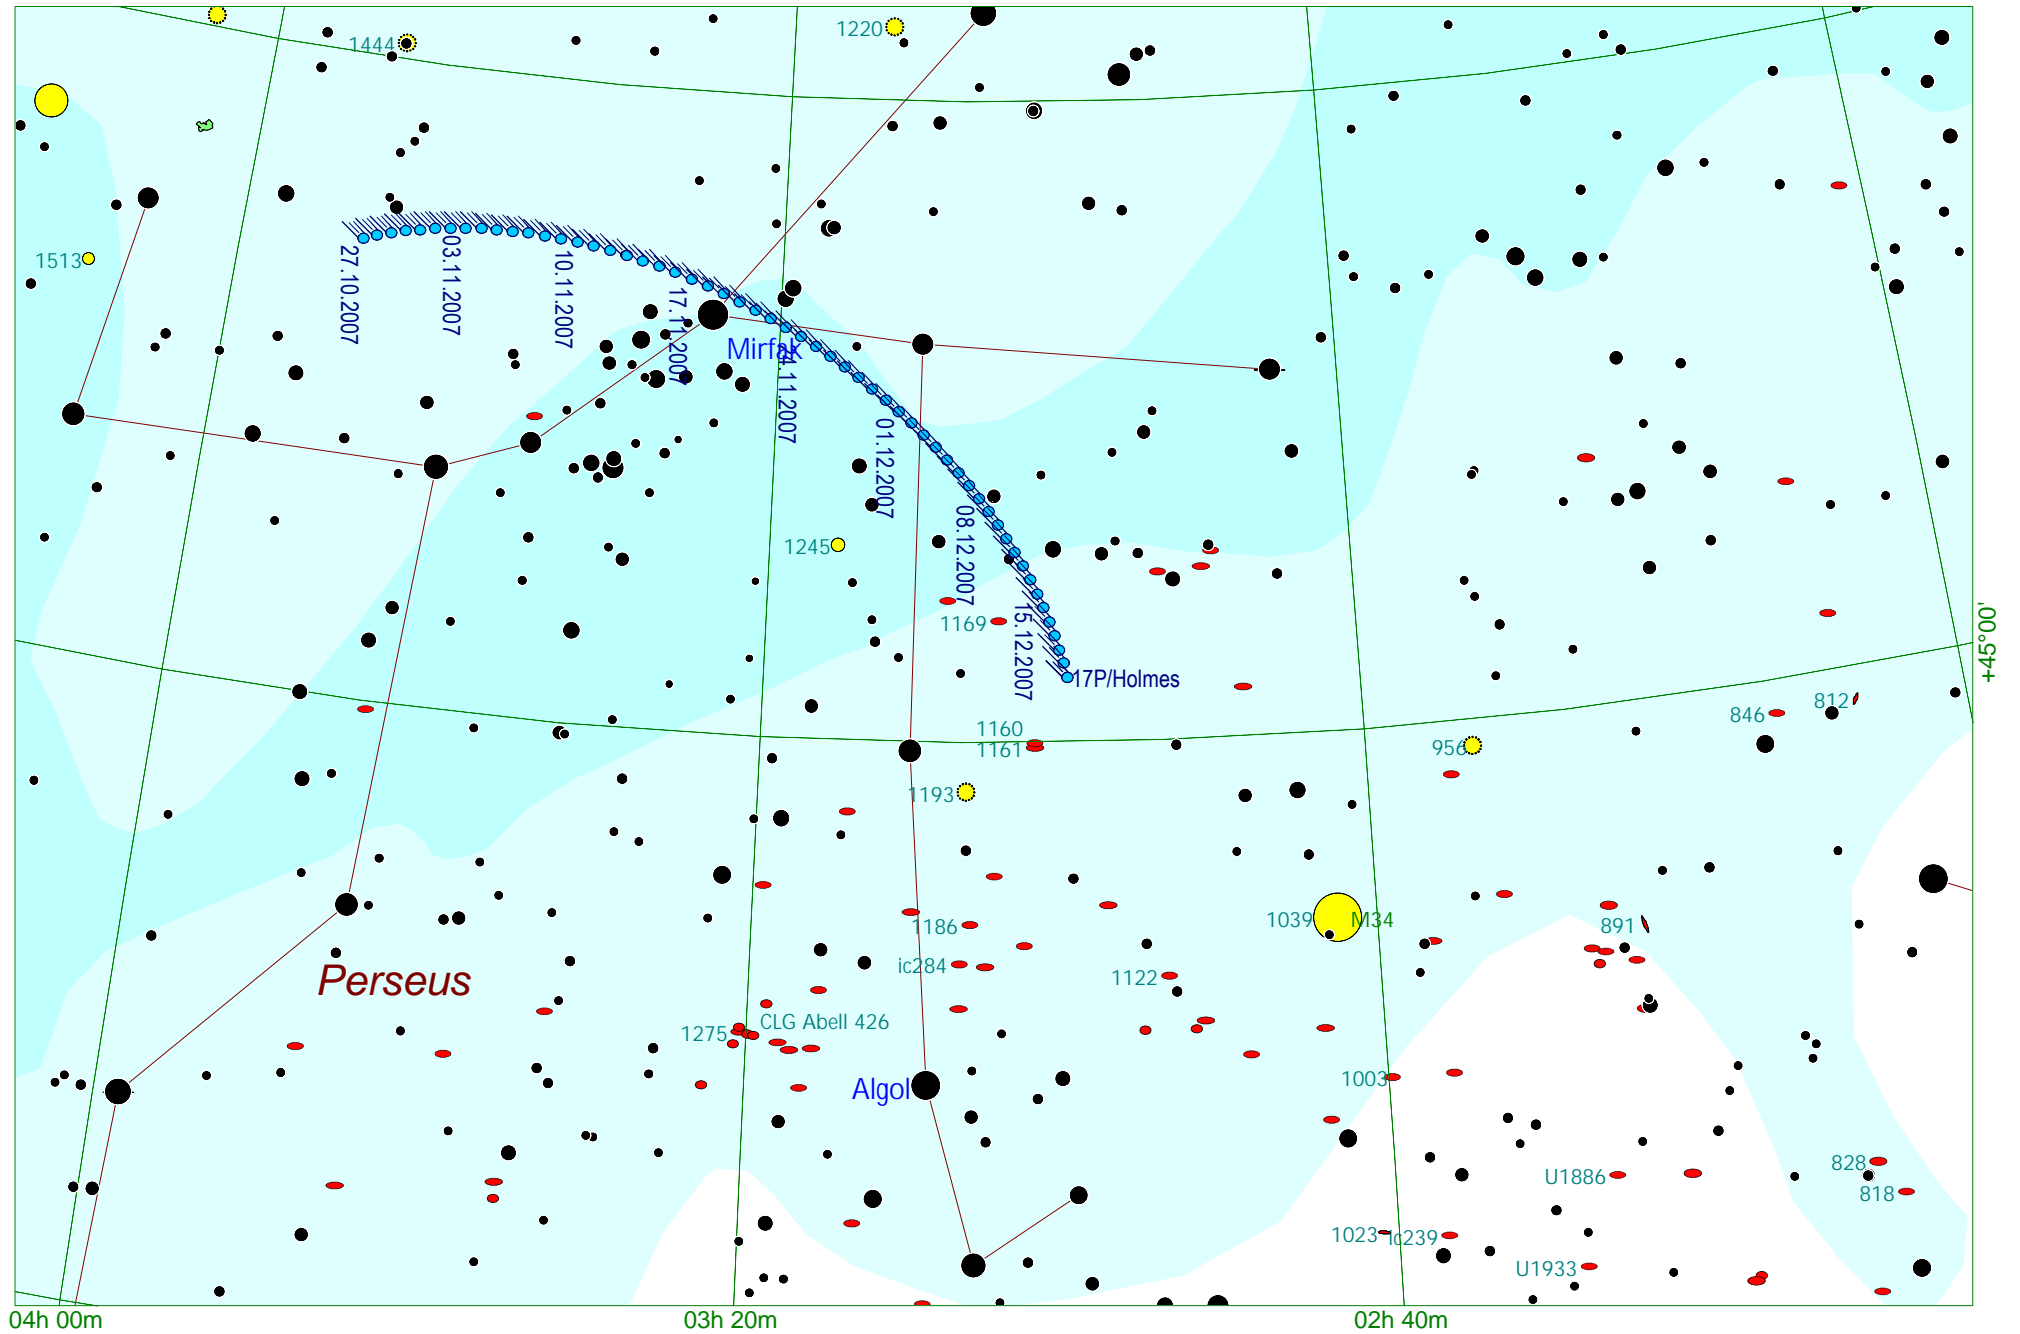 1444
1220
1513
27.10.2007
03.11.2007
10.11.2007
17.11.2007
Mirfak
24.11.2007
01.12.2007
1245
08.12.2007
1169
15.12.2007
+45°00'
17P/Holmes
812
846
1160
956
1161
1193
1039
M34
891
1186
ic284
Perseus
1122
CLG Abell 426
1275
1003
Algol
828
U1886
818
1023
ic239
U1933
04h 00m
03h 20m
02h 40m